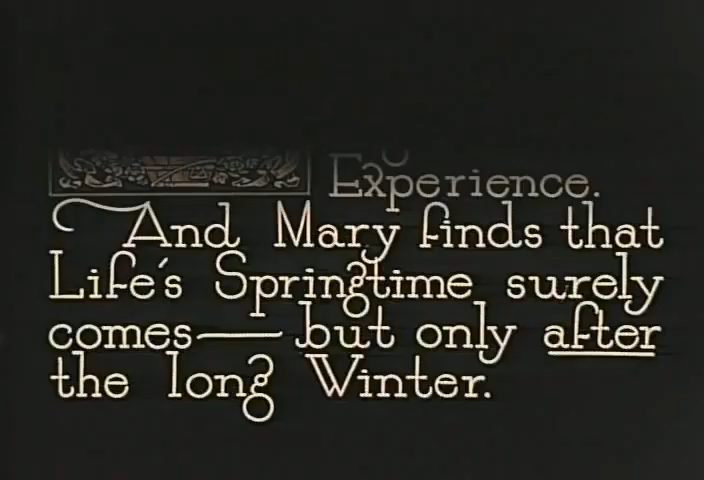 Experience.
And Mary finds that
Life's Springtime surely
comes— but only after
the long Winter.